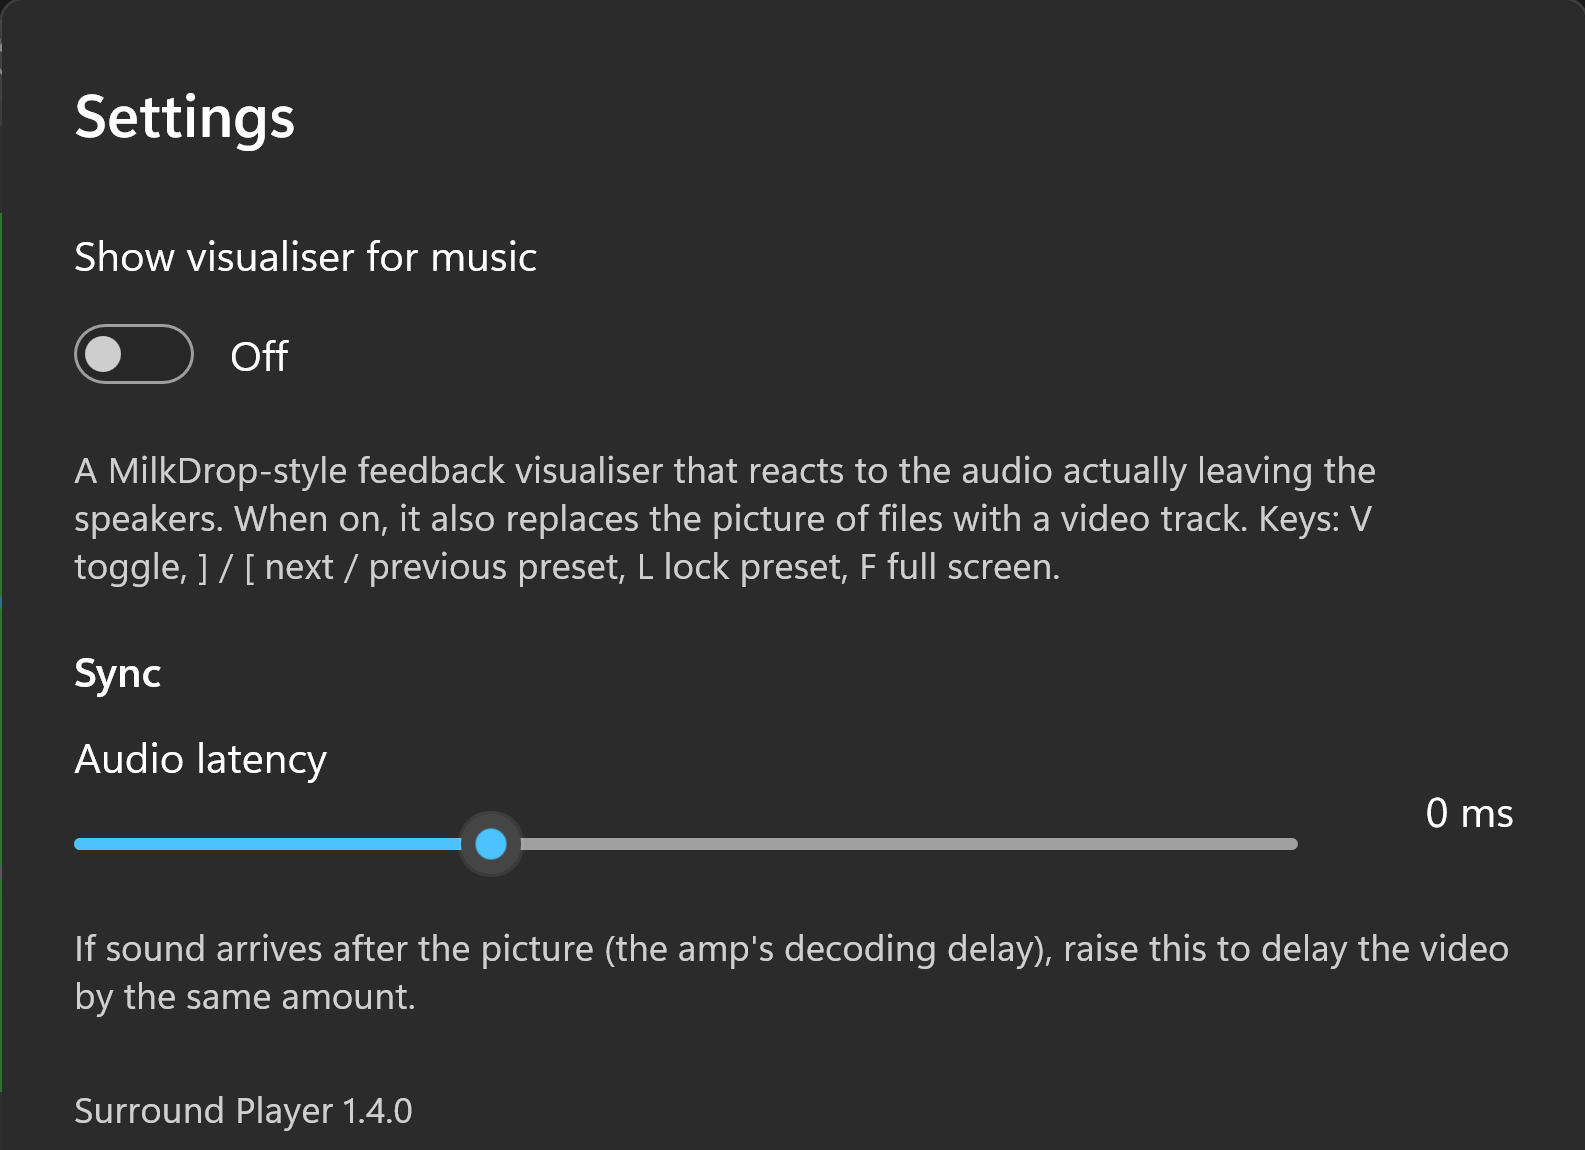 Settings
Show visualiser for music
Off
A MilkDrop-style feedback visualiser that reacts to the audio actually leaving the
speakers. When on, it also replaces the picture of files with a video track. Keys: V
toggle, ] / [ next / previous preset, L lock preset, F full screen.
Sync
Audio latency
0 ms
If sound arrives after the picture (the amp's decoding delay), raise this to delay the video
by the same amount.
Surround Player 1.4.0